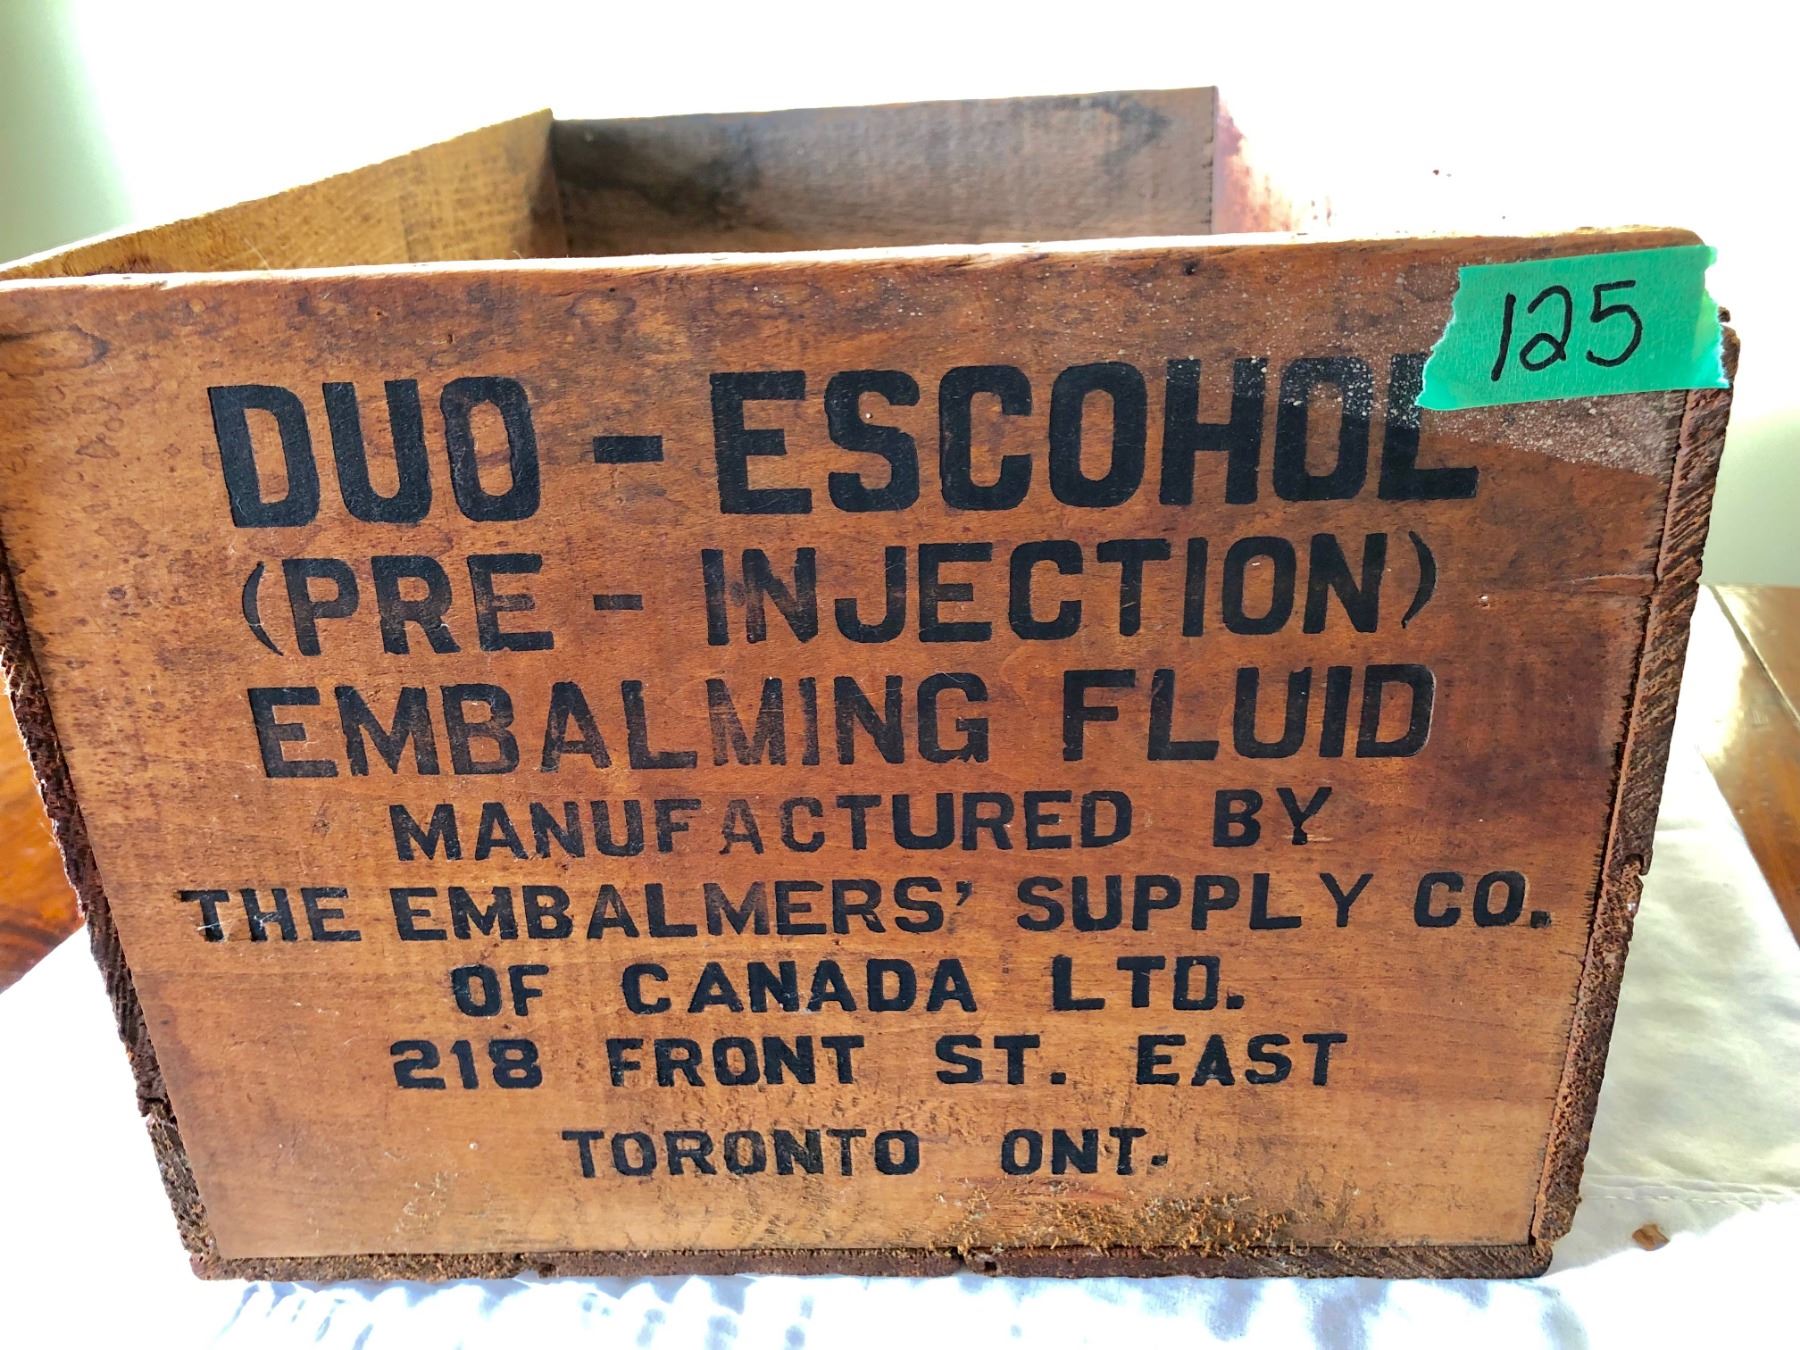 125
DUO - ESCOHOL
(PRE - INJECTION)
EMBALMING FLUID
MANUFACTURED BY
THE EMBALMERS' SUPPLY CO.
OF CANADA LTD.
218 FRONT ST. EAST
TORONTO ONT.